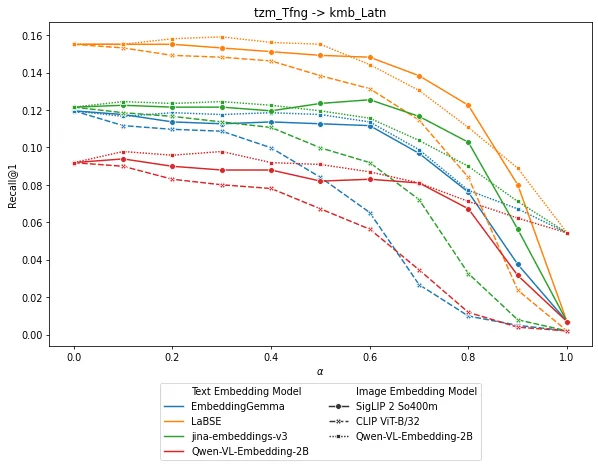 tzm_Tfng -> kmb_Latn
Recall@1
0.16
0.14
0.12
0.10
0.08
0.06
0.04
0.02
0.00
0.0 0.2 0.4 0.6 0.8 1.0
α
Text Embedding Model Image Embedding Model
EmbeddingGemma SigLIP 2 So400m
LaBSE CLIP ViT-B/32
jina-embeddings-v3 Qwen-VL-Embedding-2B
Qwen-VL-Embedding-2B